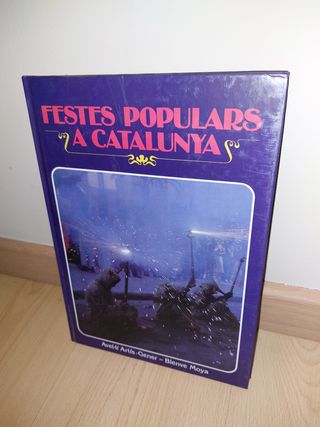 FESTES POPULARS
A CATALUNYA
Avel·lí Artís-Gener – Bienve Moya